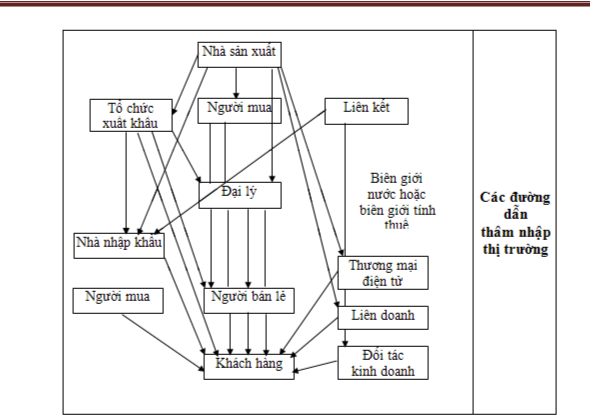 Nhà sản xuất
Tổ chức
xuất khẩu
Người mua
Liên kết
Đại lý
Biên giới
nước hoặc
biên giới tính
thuế
Các đường
dẫn
thâm nhập
thị trường
Nhà nhập khẩu
Thương mại
điện tử
Người mua
Người bán lẻ
Liên doanh
Khách hàng
Đối tác
kinh doanh